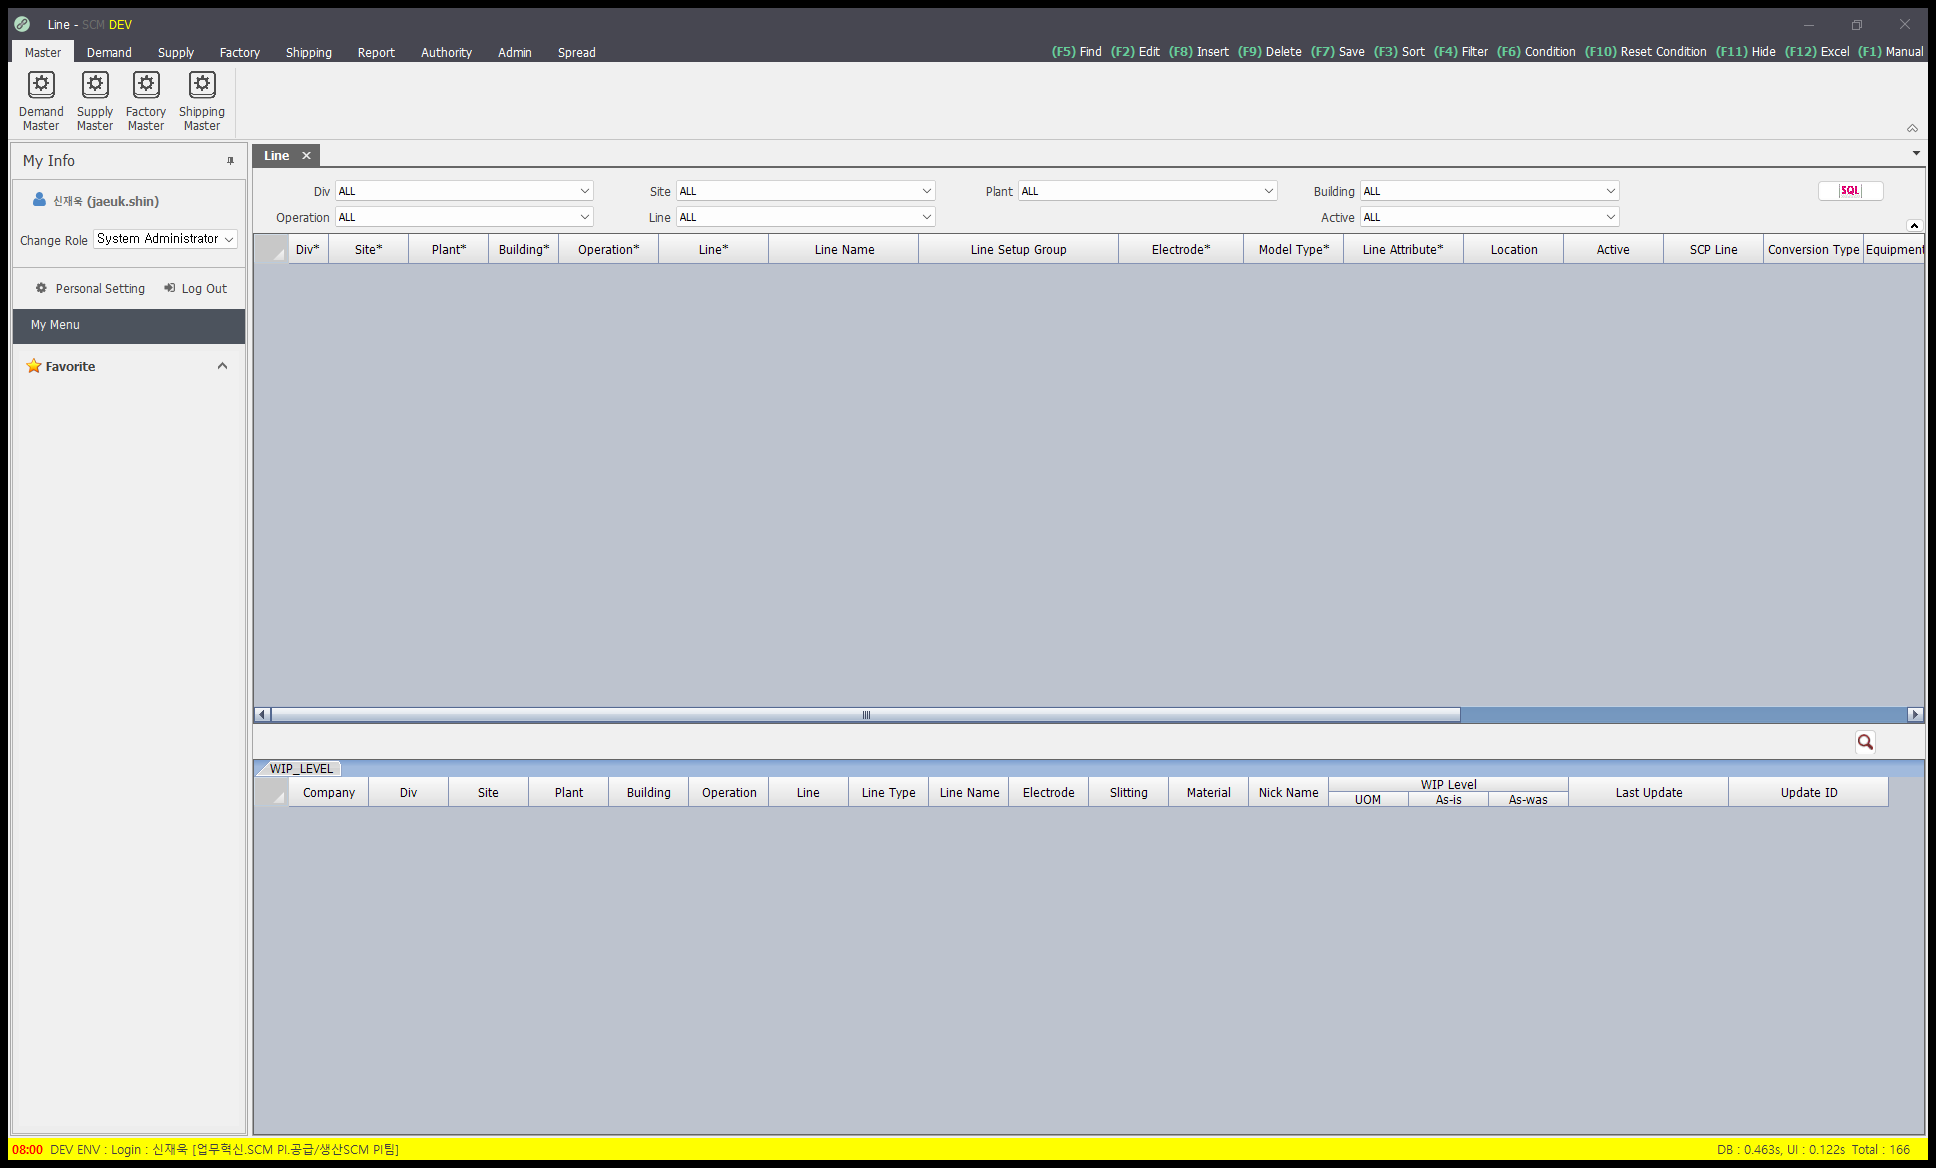 Line - SCM DEV
Master Demand Supply Factory Shipping Report Authority Admin Spread (F5) Find (F2) Edit (F8) Insert (F9) Delete (F7) Save (F3) Sort (F4) Filter (F6) Condition (F10) Reset Condition (F11) Hide (F12) Excel (F1) Manual
Demand Master
Supply Master
Factory Master
Shipping Master
My Info
신재욱 (jaeuk.shin)
Change Role System Administrator
Personal Setting Log Out
My Menu
Favorite
Line
Div ALL Site ALL Plant ALL Building ALL SQL
Operation ALL Line ALL Active ALL
Div* Site* Plant* Building* Operation* Line* Line Name Line Setup Group Electrode* Model Type* Line Attribute* Location Active SCP Line Conversion Type Equipment
WIP_LEVEL
Company Div Site Plant Building Operation Line Line Type Line Name Electrode Slitting Material Nick Name WIP Level Last Update Update ID
UOM As-is As-was
08:00 DEV ENV : Login : 신재욱 [업무혁신.SCM PI.공급/생산SCM PI팀] DB : 0.463s, UI : 0.122s Total : 166